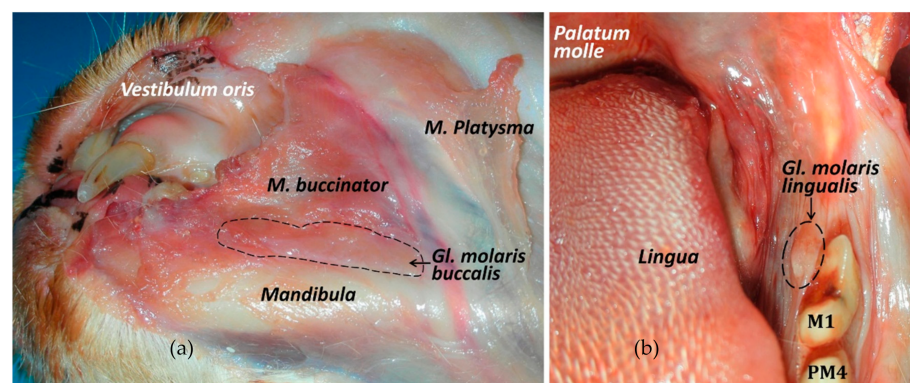 Vestibulum oris
M. Platysma
M. buccinator
Gl. molaris
buccalis
Mandibula
(a)
Palatum
molle
Gl. molaris
lingualis
Lingua
M1
PM4
(b)